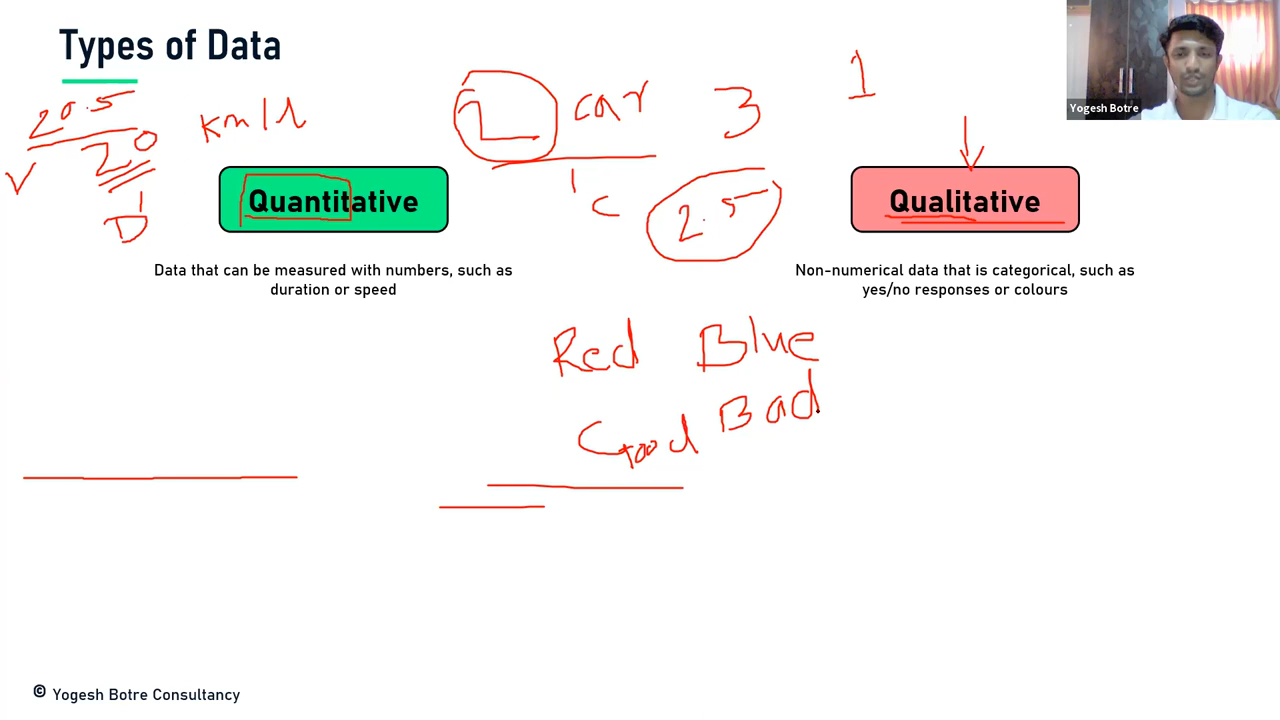 Types of Data
Yogesh Botre
20.5
20
km/h
D
2 car 3 1
C
2.5
Quantitative
Data that can be measured with numbers, such as
duration or speed
Qualitative
Non-numerical data that is categorical, such as
yes/no responses or colours
Red Blue
Good Bad
© Yogesh Botre Consultancy